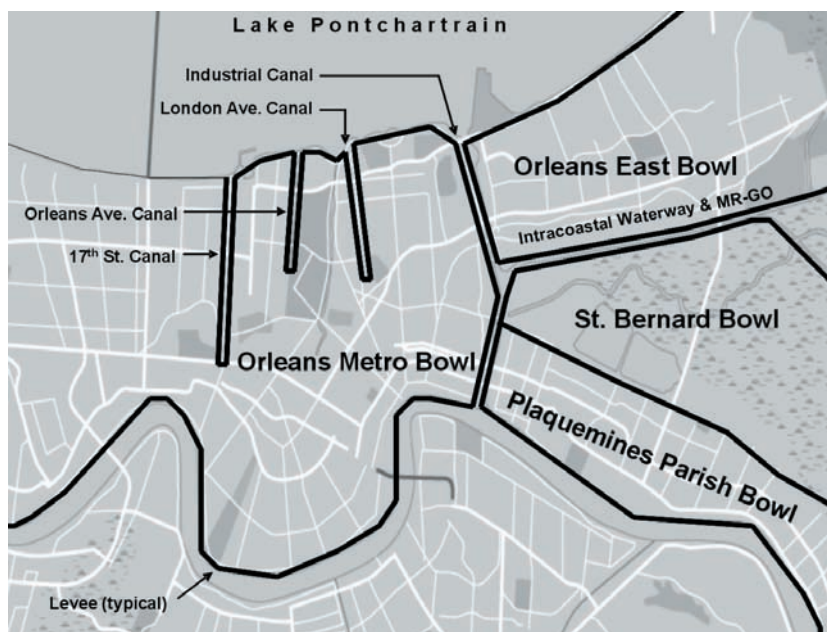 Lake Pontchartrain
Industrial Canal
London Ave. Canal
Orleans East Bowl
Orleans Ave. Canal
Intracoastal Waterway & MR-GO
17th St. Canal
St. Bernard Bowl
Orleans Metro Bowl
Plaquemines Parish Bowl
Levee (typical)